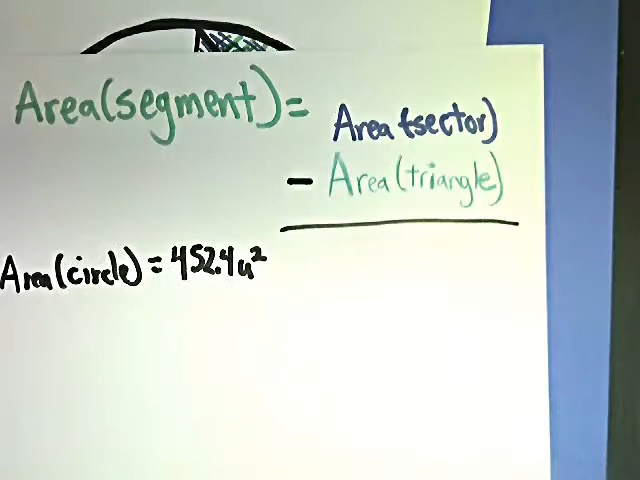 Area(segment) =
Area (sector)
- Area(triangle)
Area(circle) = 452.4u²